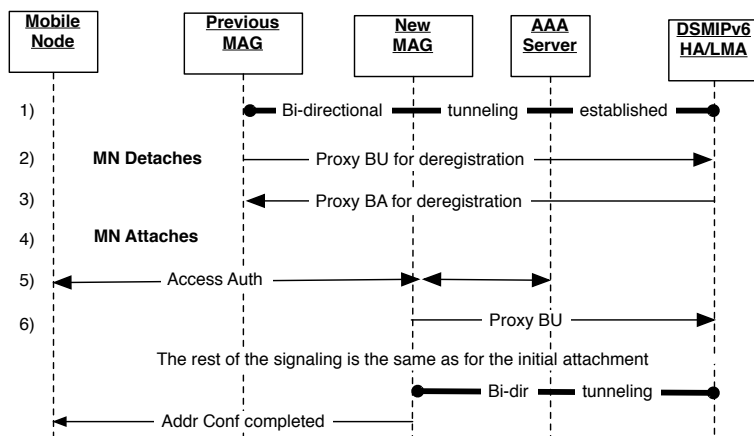 Mobile Node
Previous MAG
New MAG
AAA Server
DSMIPv6 HA/LMA
1) Bi-directional tunneling established
2) MN Detaches Proxy BU for deregistration
3) Proxy BA for deregistration
4) MN Attaches
5) Access Auth
6) Proxy BU
The rest of the signaling is the same as for the initial attachment
Bi-dir tunneling
Addr Conf completed